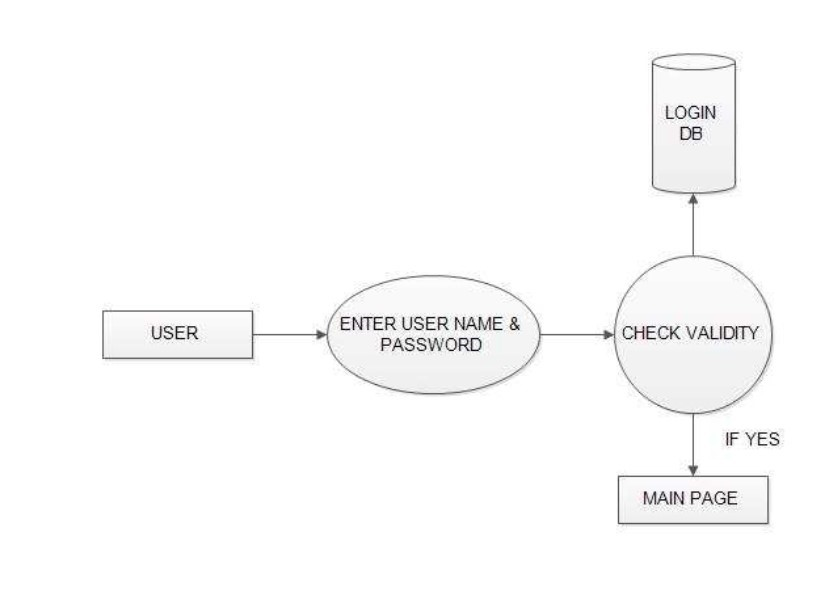 LOGIN
DB
USER
ENTER USER NAME &
PASSWORD
CHECK VALIDITY
IF YES
MAIN PAGE